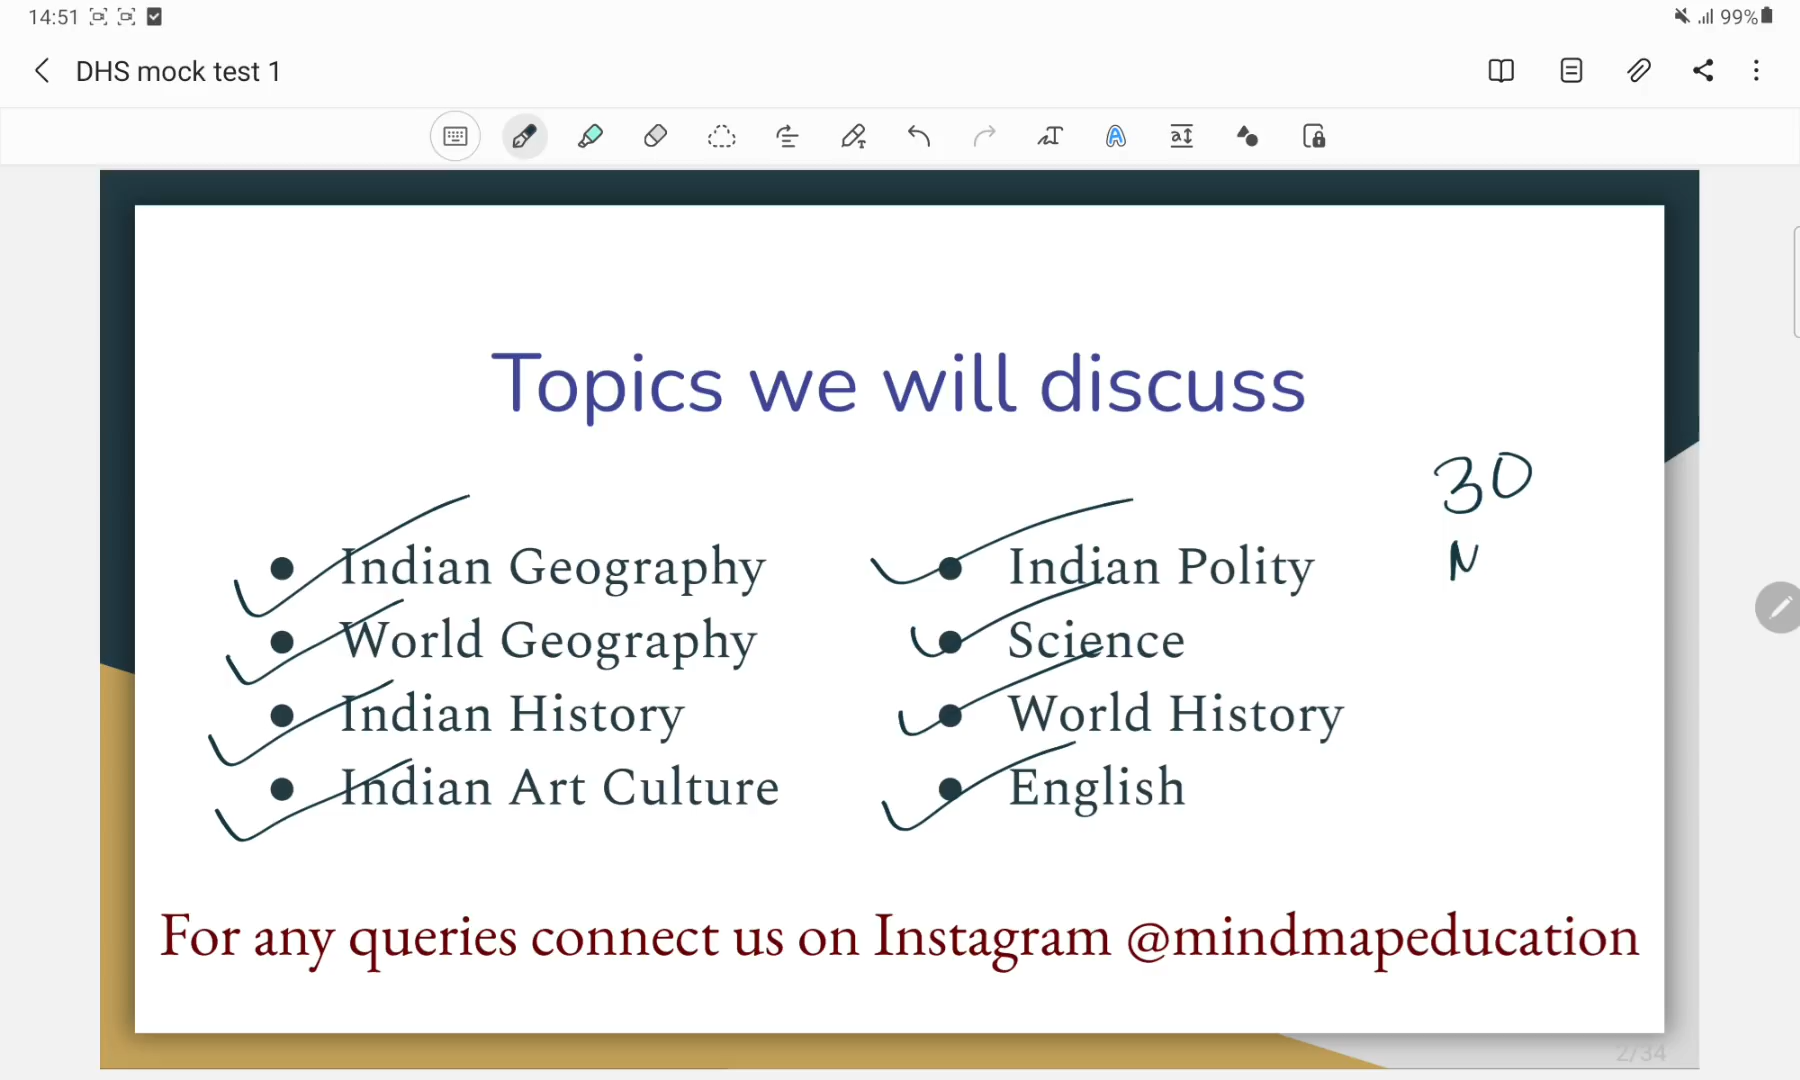 14:51
99%
DHS mock test 1
Topics we will discuss
30
N
• Indian Geography
• World Geography
• Indian History
• Indian Art Culture
• Indian Polity
• Science
• World History
• English
For any queries connect us on Instagram @mindmapeducation
2/34